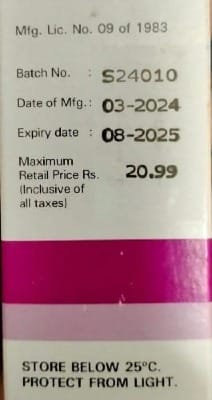 Mfg. Lic. No. 09 of 1983
Batch No. : S24010
Date of Mfg.: 03-2024
Expiry date : 08-2025
Maximum
Retail Price Rs. 20.99
(Inclusive of
all taxes)
STORE BELOW 25°C.
PROTECT FROM LIGHT.